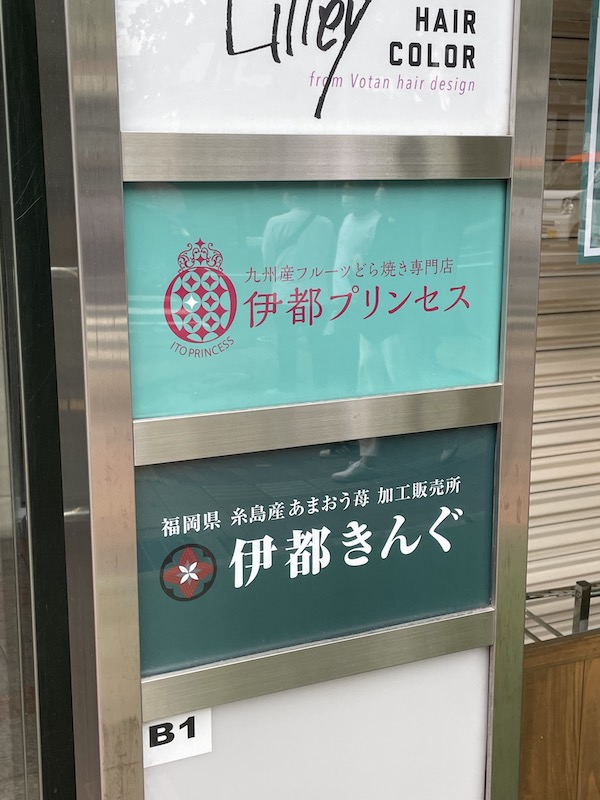 Lilley
HAIR
COLOR
from Votan hair design
九州産フルーツどら焼き専門店
伊都プリンセス
ITO PRINCESS
福岡県 糸島産あまおう苺 加工販売所
伊都きんぐ
B1